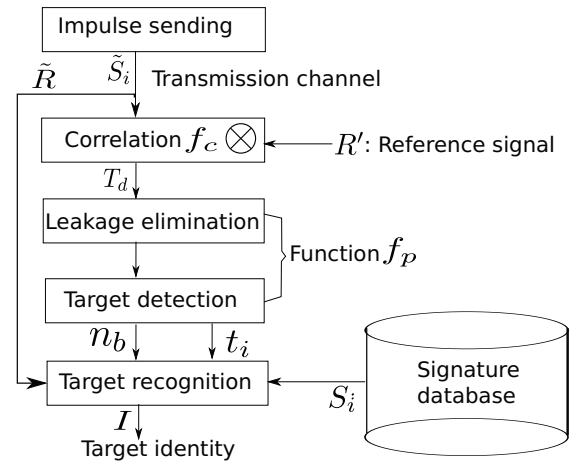 Impulse sending
R̃
S̃ᵢ
Transmission channel
Correlation f_c ⊗
R′: Reference signal
T_d
Leakage elimination
Function f_p
Target detection
n_b
t_i
Target recognition
S_i
Signature
database
I
Target identity